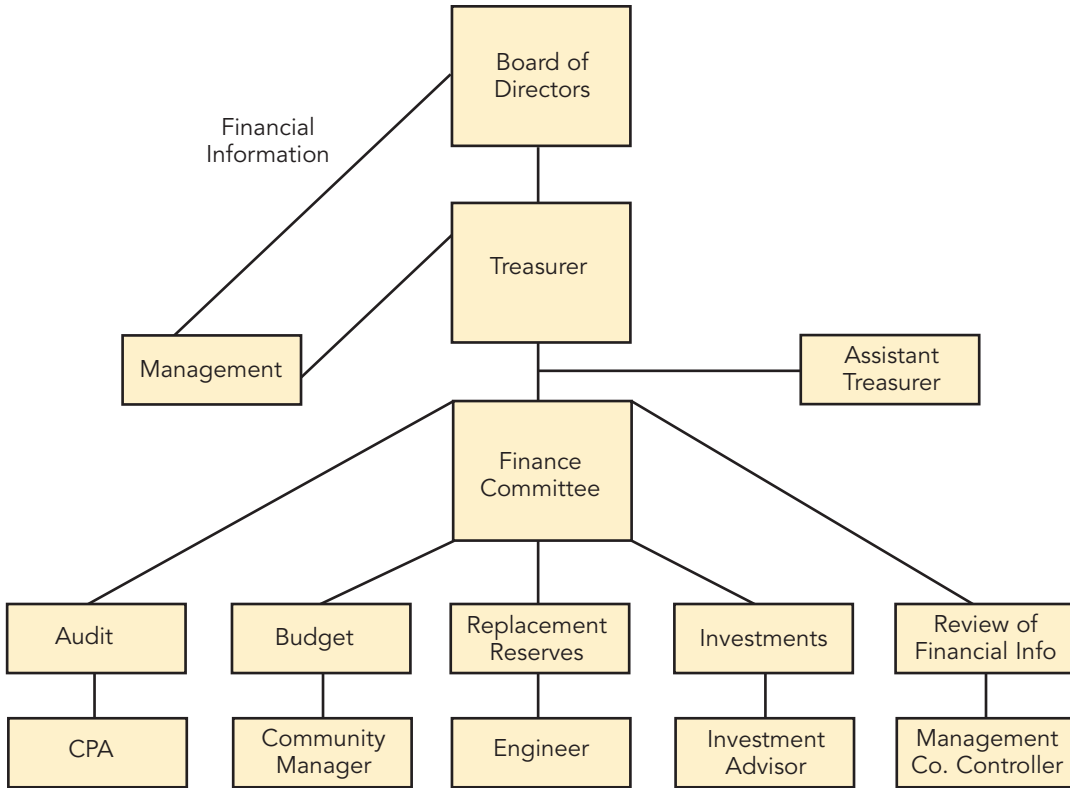 Board of
Directors
Financial
Information
Treasurer
Management
Assistant
Treasurer
Finance
Committee
Audit
Budget
Replacement
Reserves
Investments
Review of
Financial Info
CPA
Community
Manager
Engineer
Investment
Advisor
Management
Co. Controller